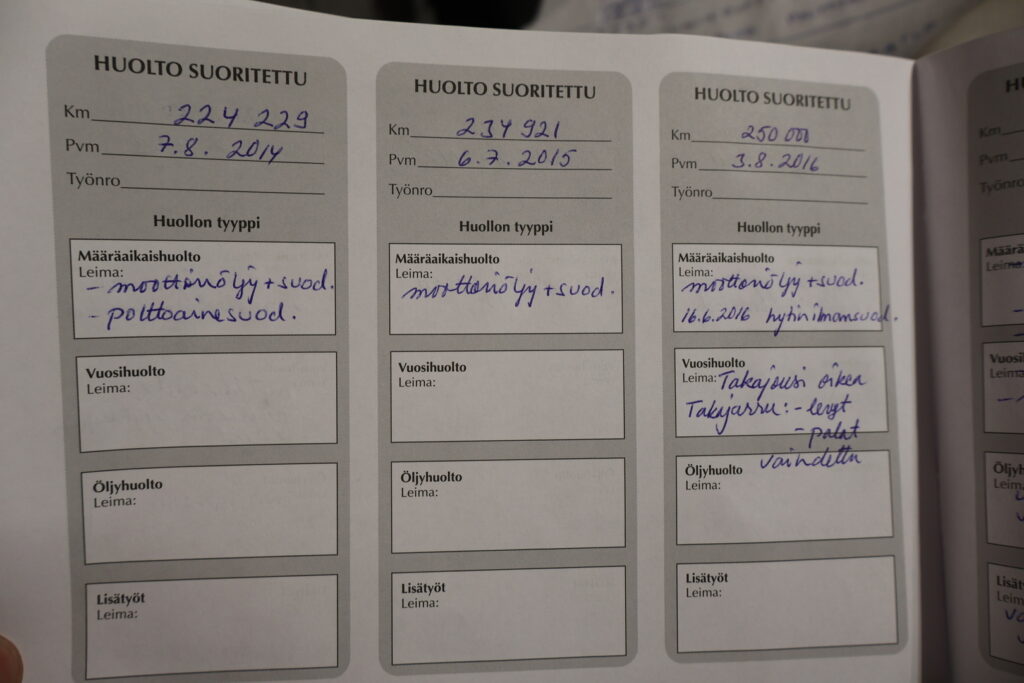 HUOLTO SUORITETTU
Km 224 229
Pvm 7.8. 2014
Työnro
Huollon tyyppi
Määräaikaishuolto
Leima:
- moottoriöljy + suod.
- polttoainesuod.
Vuosihuolto
Leima:
Öljyhuolto
Leima:
Lisätyöt
Leima:
HUOLTO SUORITETTU
Km 234 921
Pvm 6.7.2015
Työnro
Huollon tyyppi
Määräaikaishuolto
Leima:
moottoriöljy + suod.
Vuosihuolto
Leima:
Öljyhuolto
Leima:
Lisätyöt
Leima:
HUOLTO SUORITETTU
Km 250 000
Pvm 3.8.2016
Työnro
Huollon tyyppi
Määräaikaishuolto
Leima:
moottoriöljy + suod.
16.6.2016 hytinilmansuod.
Vuosihuolto
Leima: Takajousi oikea
Takajarru: - levyt
- palat
vaihdettu
Öljyhuolto
Leima:
Lisätyöt
Leima:
Km
Pvm
Työnro